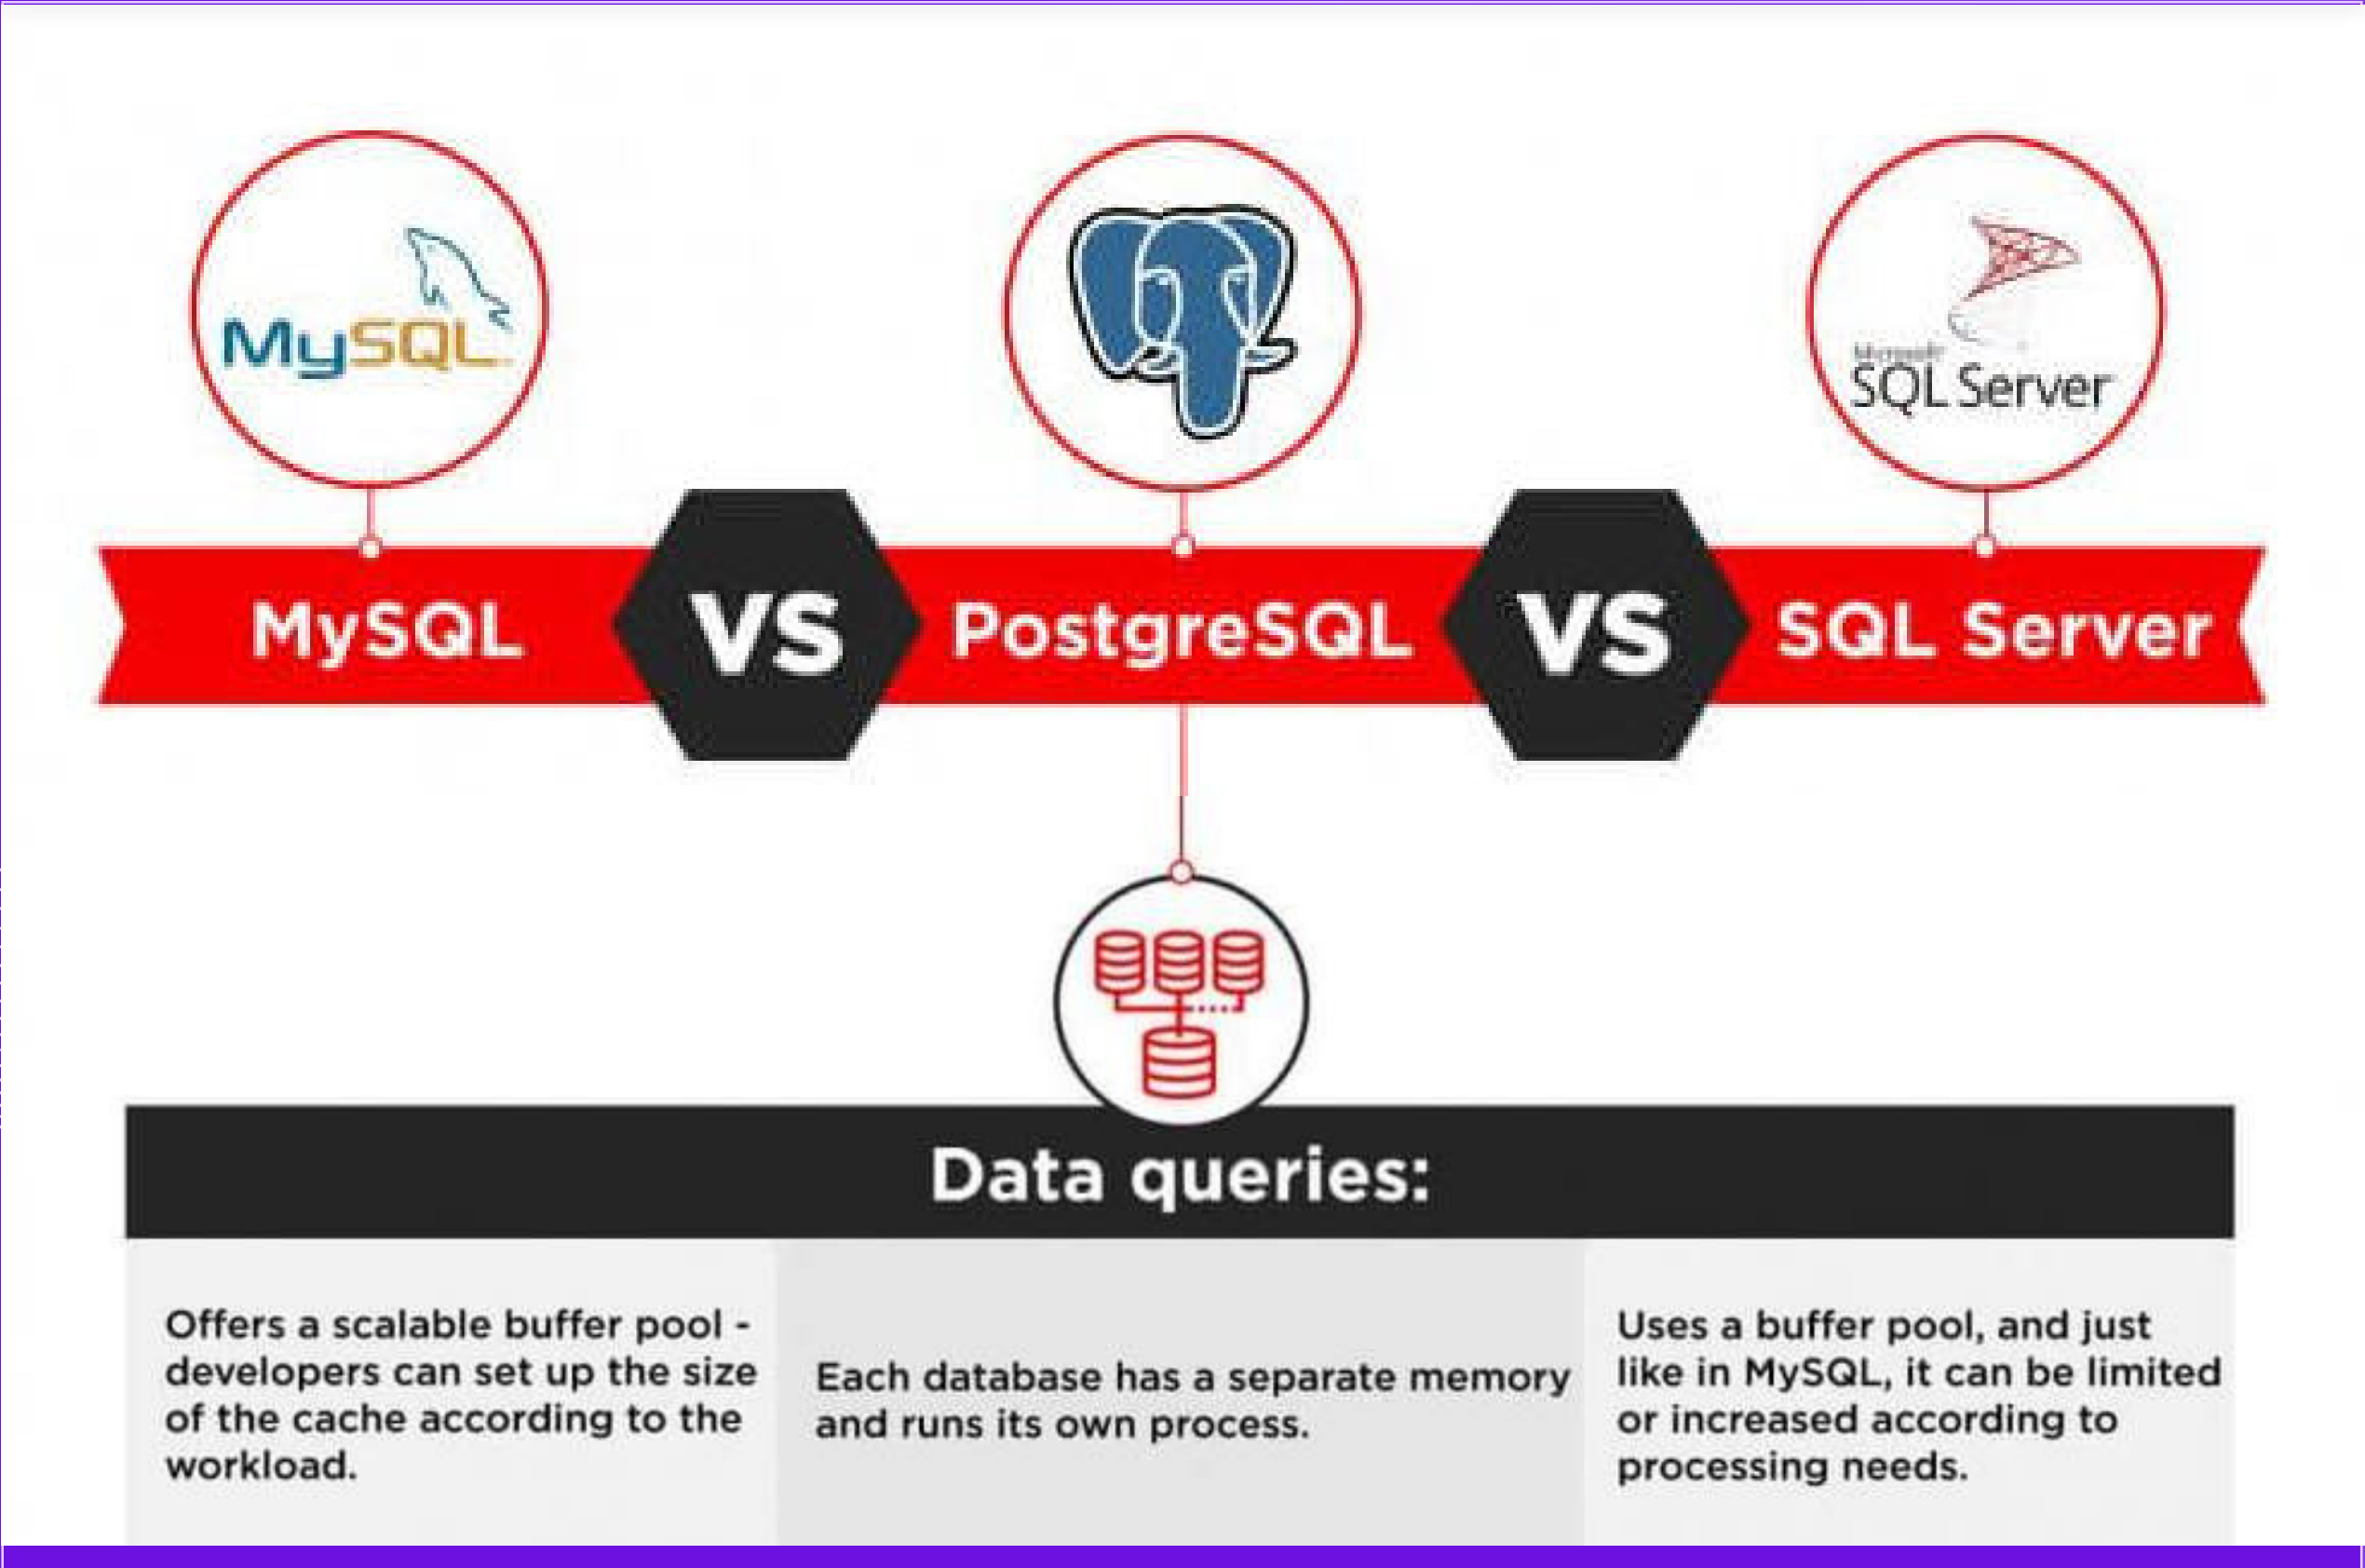 MySQL
Microsoft
SQL Server
MySQL
VS
PostgreSQL
VS
SQL Server
Data queries:
Offers a scalable buffer pool -
developers can set up the size
of the cache according to the
workload.
Each database has a separate memory
and runs its own process.
Uses a buffer pool, and just
like in MySQL, it can be limited
or increased according to
processing needs.